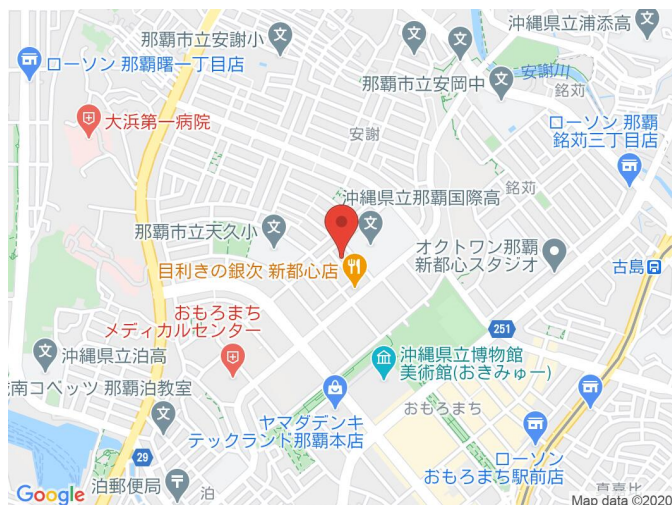 那覇市立安謝小
沖縄県立浦添高
ローソン 那覇曙一丁目店
那覇市立安岡中
安謝川
銘苅
大浜第一病院
安謝
ローソン 那覇
銘苅三丁目店
銘苅
沖縄県立那覇国際高
那覇市立天久小
オクトワン那覇
新都心スタジオ
古島
目利きの銀次 新都心店
おもろまち
メディカルセンター
251
沖縄県立泊高
沖縄県立博物館
美術館(おきみゅー)
南コベッツ 那覇泊教室
おもろまち
ヤマダデンキ
テックランド那覇本店
29
ローソン
おもろまち駅前店
泊郵便局
泊
真嘉比
Google
Map data ©2020